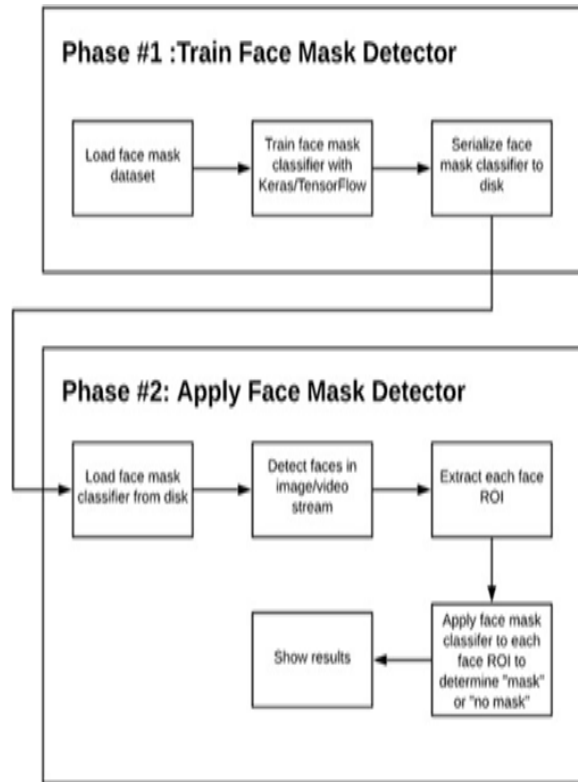 Phase #1 :Train Face Mask Detector
Load face mask
dataset
Train face mask
classifier with
Keras/TensorFlow
Serialize face
mask classifier to
disk
Phase #2: Apply Face Mask Detector
Load face mask
classifier from disk
Detect faces in
image/video
stream
Extract each face
ROI
Apply face mask
classifer to each
face ROI to
determine "mask"
or "no mask"
Show results